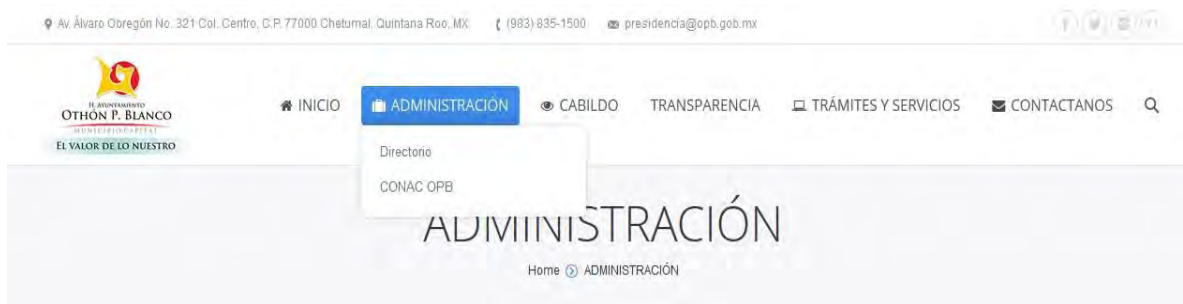 Av. Álvaro Obregón No. 321 Col. Centro, C.P. 77000 Chetumal, Quintana Roo, MX (983) 835-1500 presidencia@opb.gob.mx
H. AYUNTAMIENTO
OTHÓN P. BLANCO
MUNICIPIO CAPITAL
EL VALOR DE LO NUESTRO
INICIO ADMINISTRACIÓN CABILDO TRANSPARENCIA TRÁMITES Y SERVICIOS CONTACTANOS
Directorio
CONAC OPB
ADMINISTRACIÓN
Home ADMINISTRACIÓN